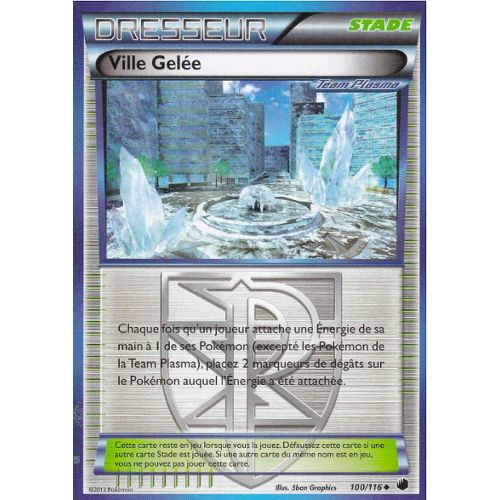 DRESSEUR
STADE
Ville Gelée
Team Plasma
Chaque fois qu'un joueur attache une Énergie de sa
main à 1 de ses Pokémon (excepté les Pokémon de
la Team Plasma), placez 2 marqueurs de dégâts sur
le Pokémon auquel l'Énergie a été attachée.
Cette carte reste en jeu lorsque vous la jouez. Défaussez cette carte si une
autre carte Stade est jouée. Si une autre carte du même nom est en jeu,
vous ne pouvez pas jouer cette carte.
©2013 Pokémon
Illus. 5ban Graphics
100/116